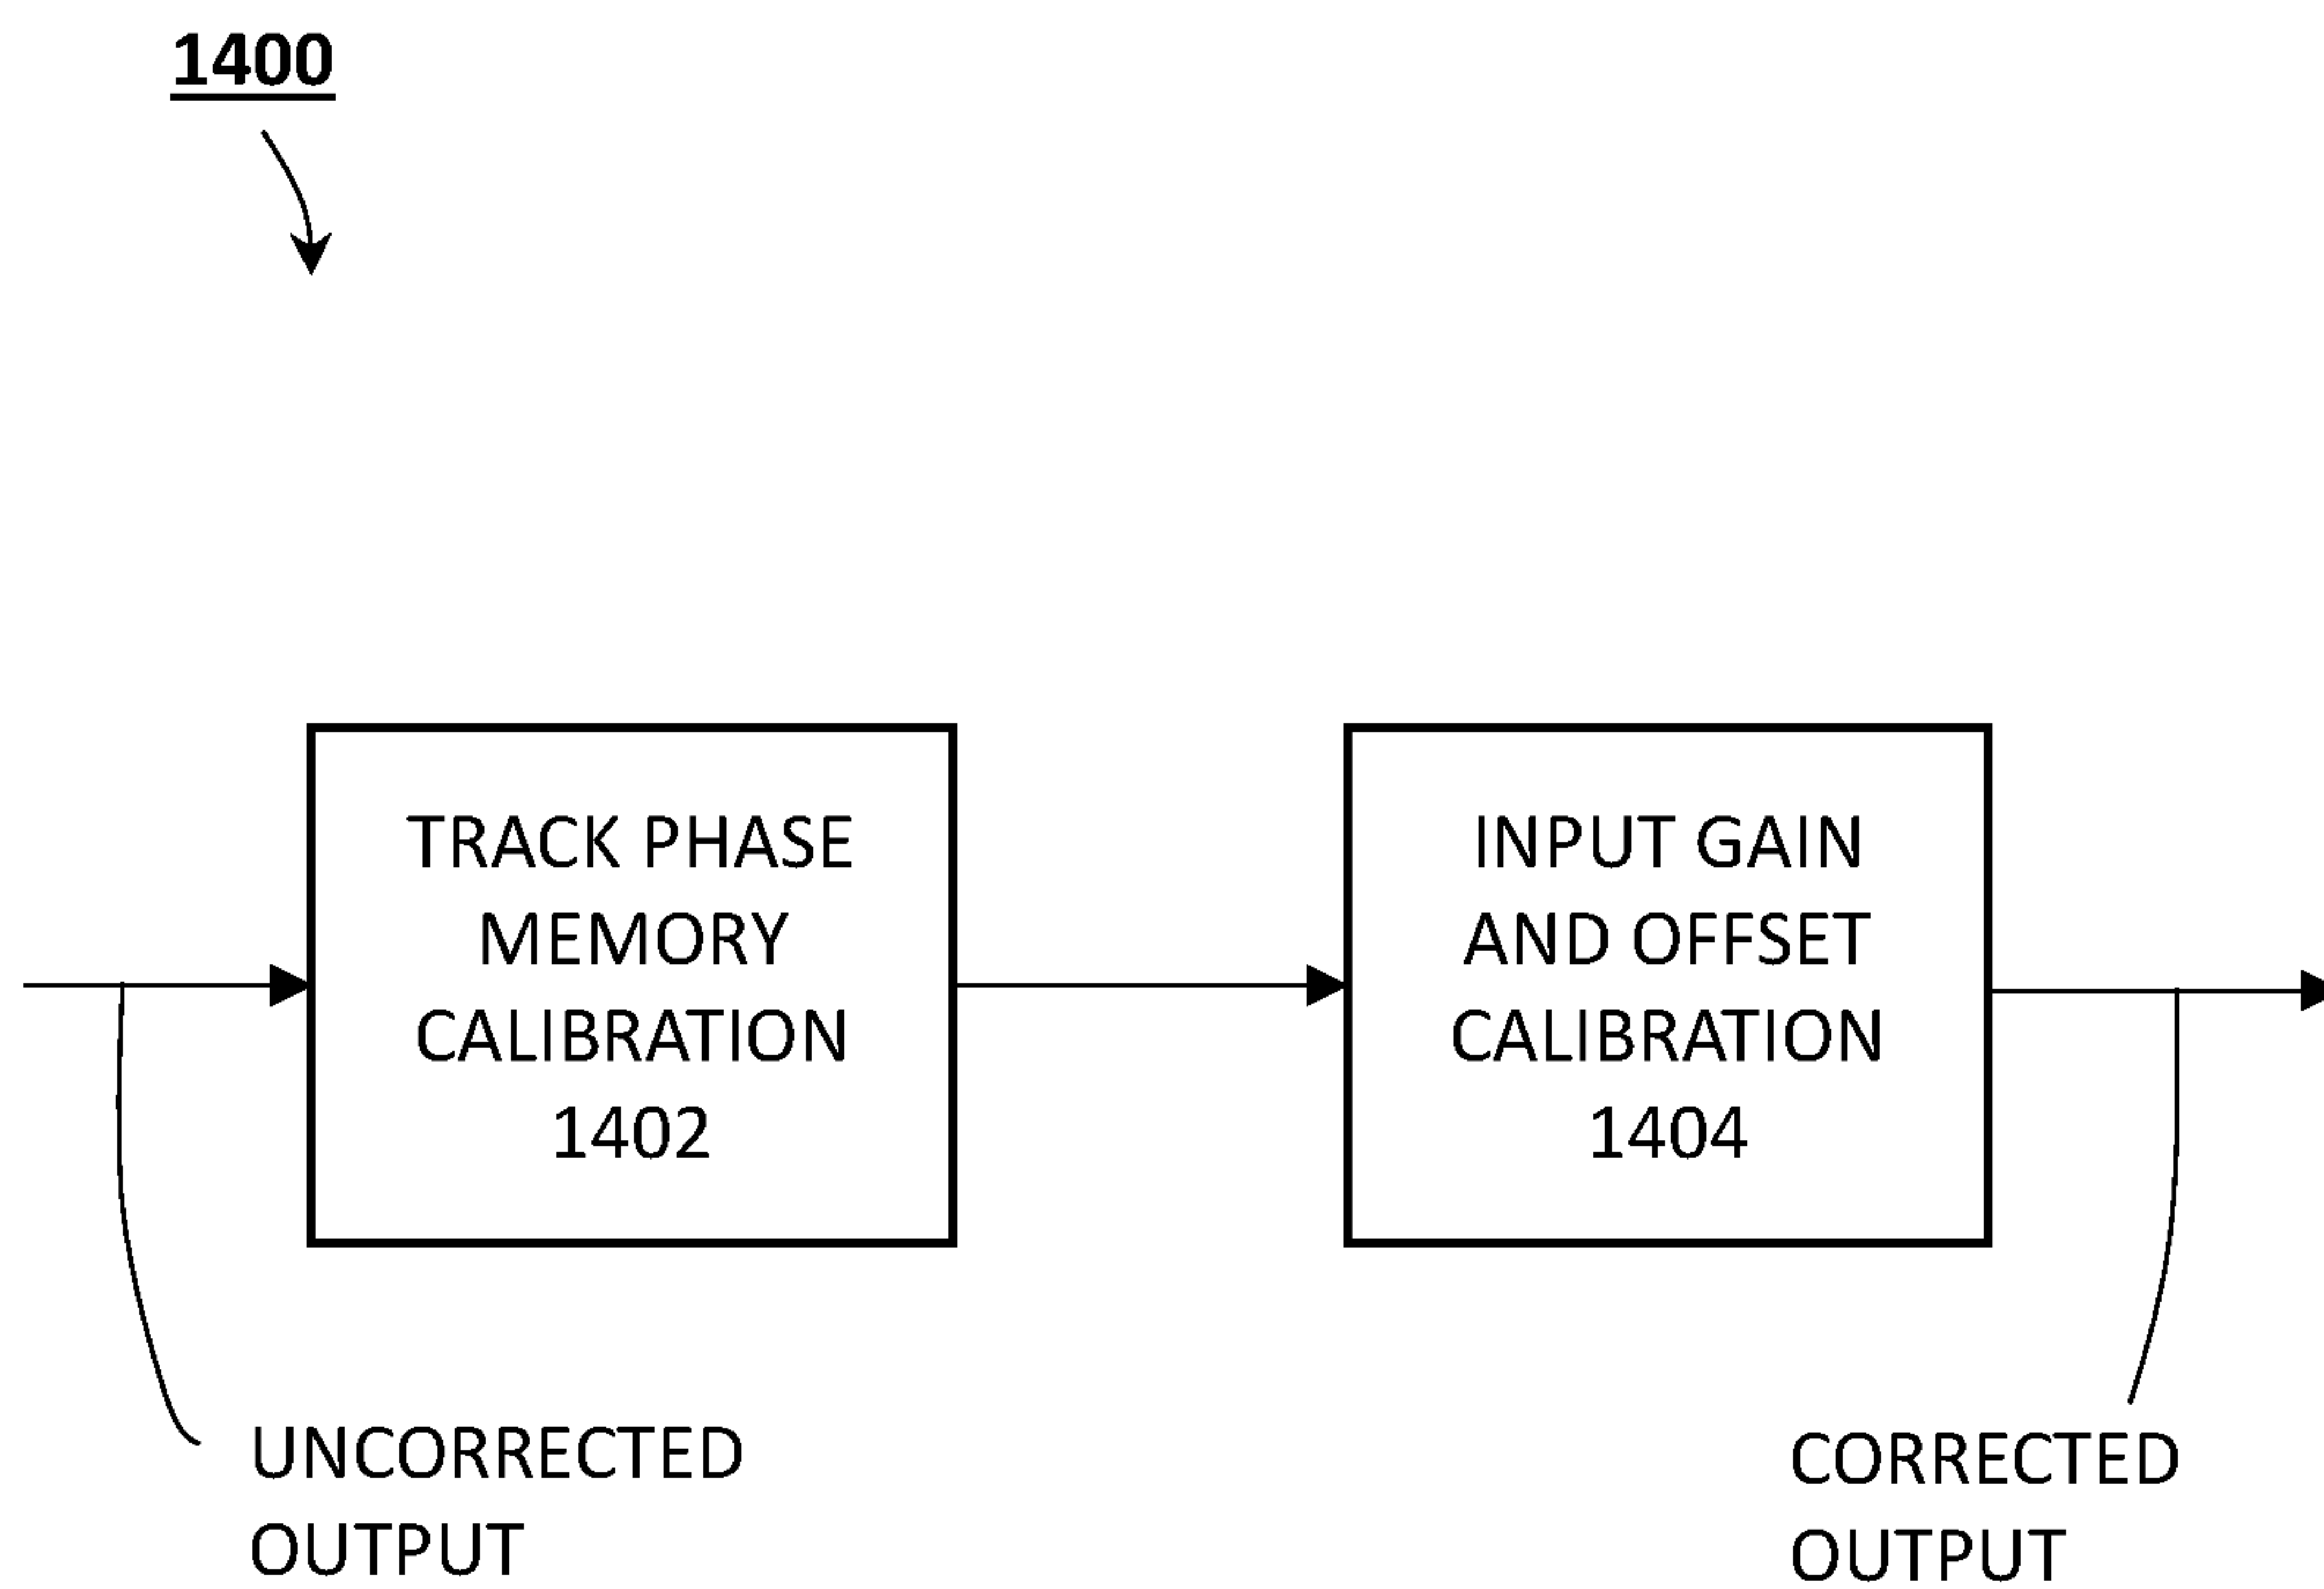 1400
TRACK PHASE
MEMORY
CALIBRATION
1402
INPUT GAIN
AND OFFSET
CALIBRATION
1404
UNCORRECTED
OUTPUT
CORRECTED
OUTPUT